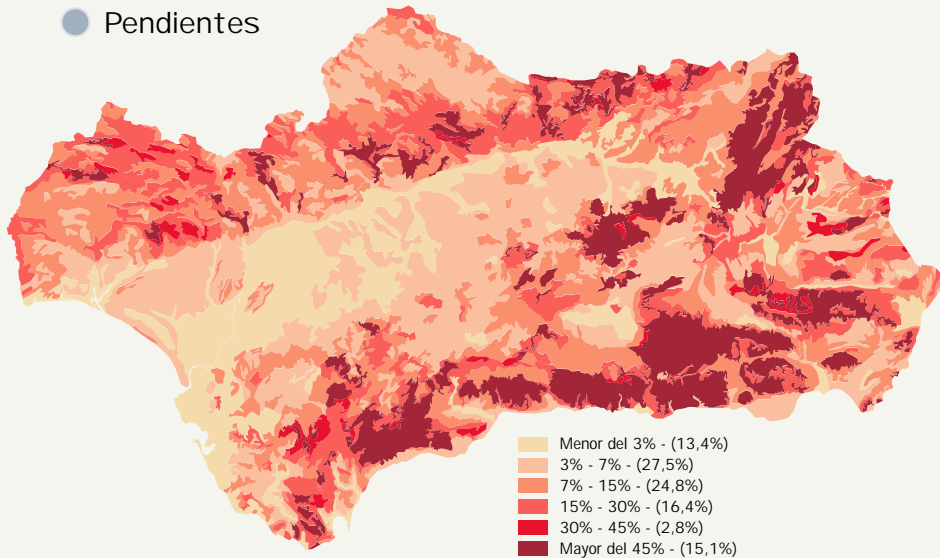 Pendientes
Menor del 3% - (13,4%)
3% - 7% - (27,5%)
7% - 15% - (24,8%)
15% - 30% - (16,4%)
30% - 45% - (2,8%)
Mayor del 45% - (15,1%)